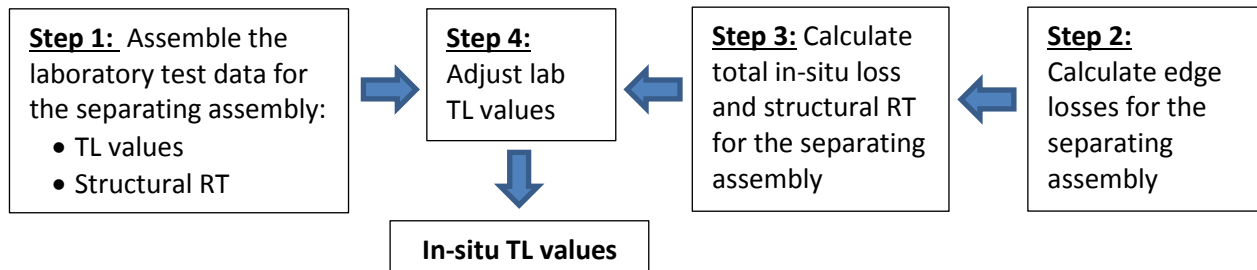 Step 1: Assemble the
laboratory test data for
the separating assembly:
• TL values
• Structural RT
Step 4:
Adjust lab
TL values
Step 3: Calculate
total in-situ loss
and structural RT
for the separating
assembly
Step 2:
Calculate edge
losses for the
separating
assembly
In-situ TL values